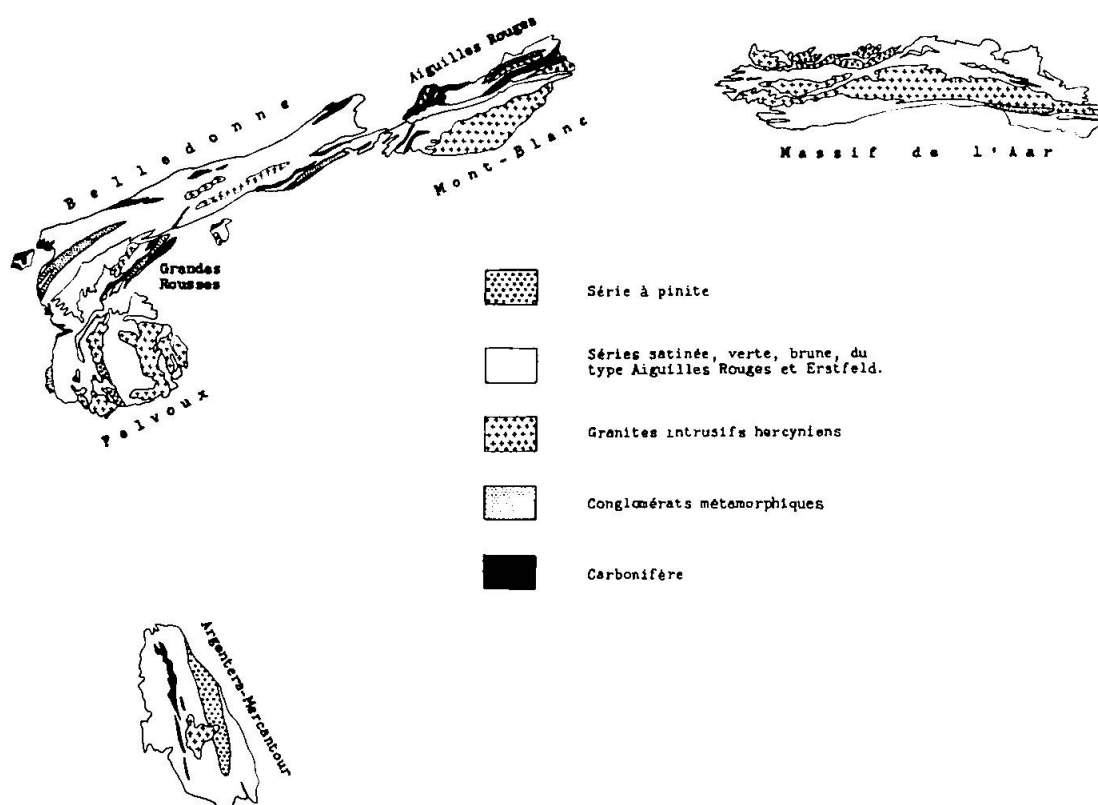 Aiguilles Rouges
Belledonne
Mont-Blanc
Massif de l'Aar
Grandes
Rousses
Pelvoux
Série à pinite
Séries satinée, verte, brune, du
type Aiguilles Rouges et Erstfeld.
Granites intrusifs hercyniens
Conglomérats métamorphiques
Carbonifère
Argentera-Mercantour